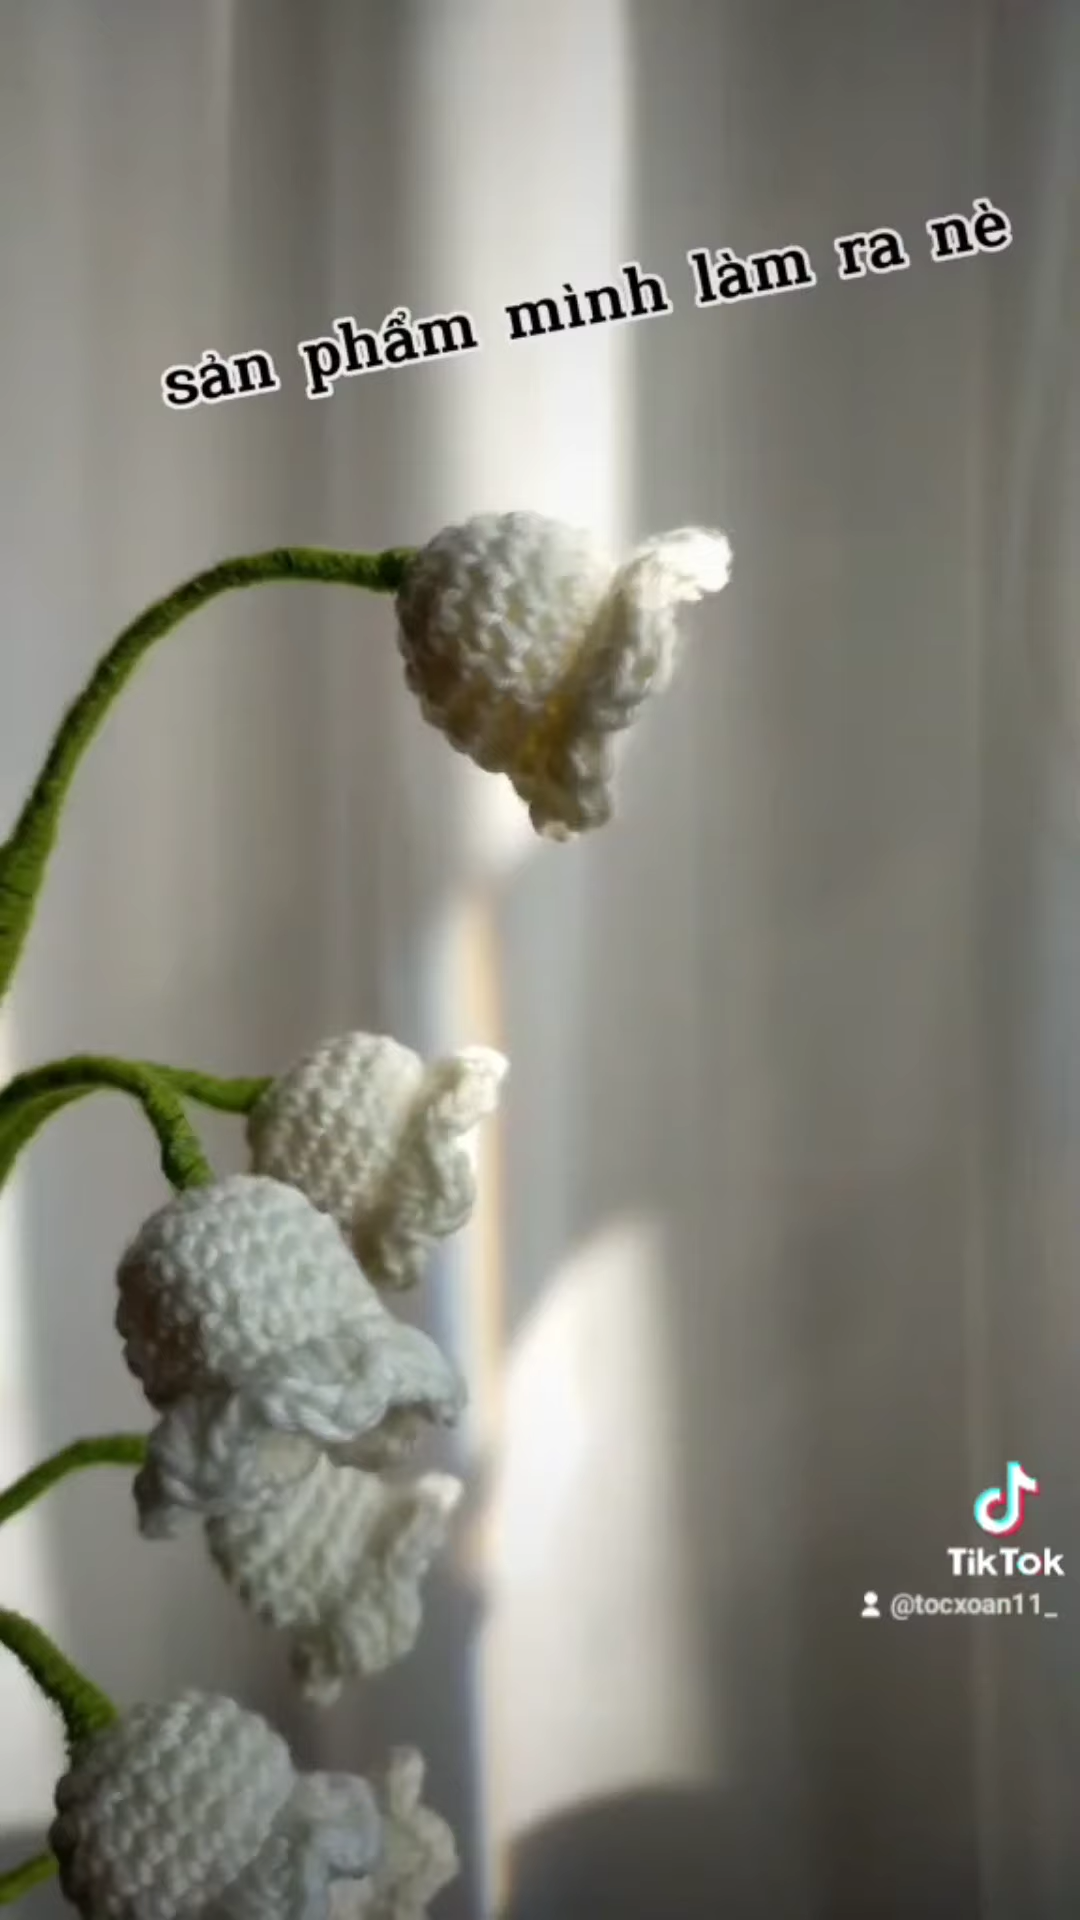 sản phẩm mình làm ra nè
TikTok
@tocxoan11_